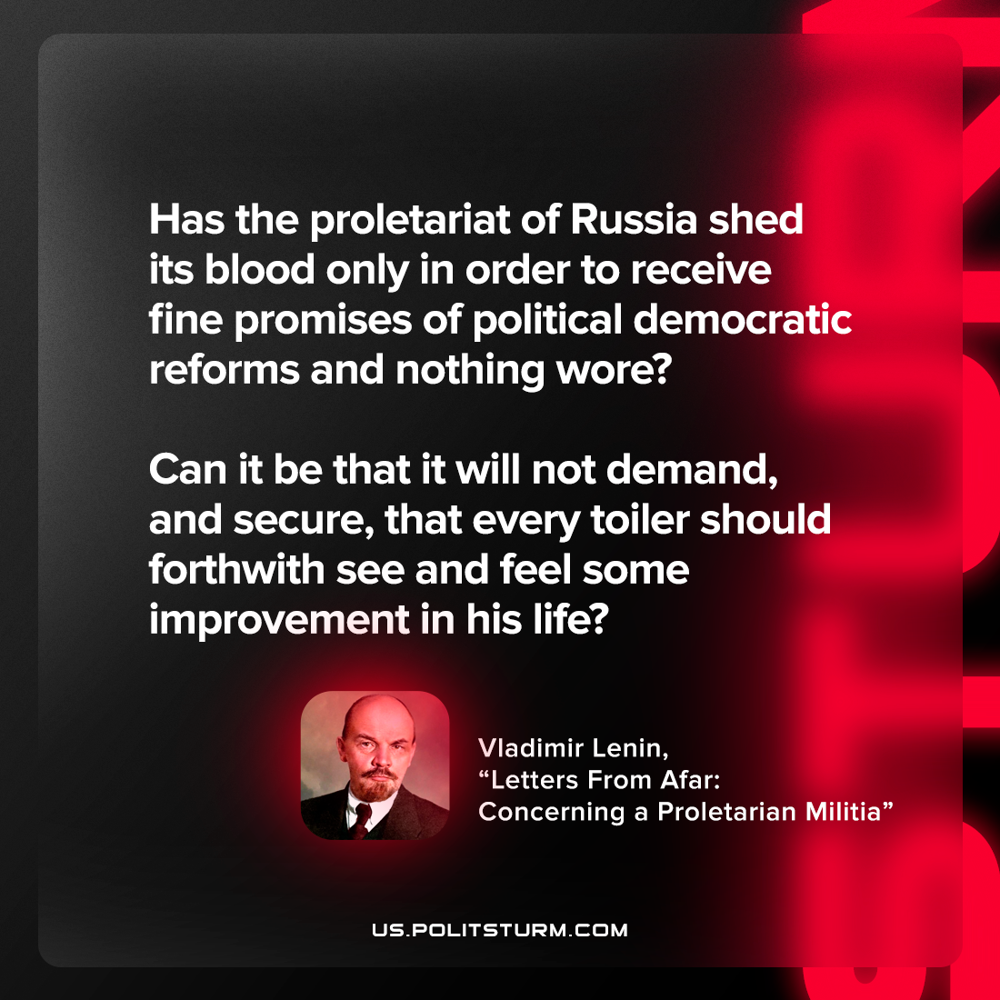 Has the proletariat of Russia shed
its blood only in order to receive
fine promises of political democratic
reforms and nothing wore?
Can it be that it will not demand,
and secure, that every toiler should
forthwith see and feel some
improvement in his life?
Vladimir Lenin,
“Letters From Afar:
Concerning a Proletarian Militia”
US.POLITSTURM.COM